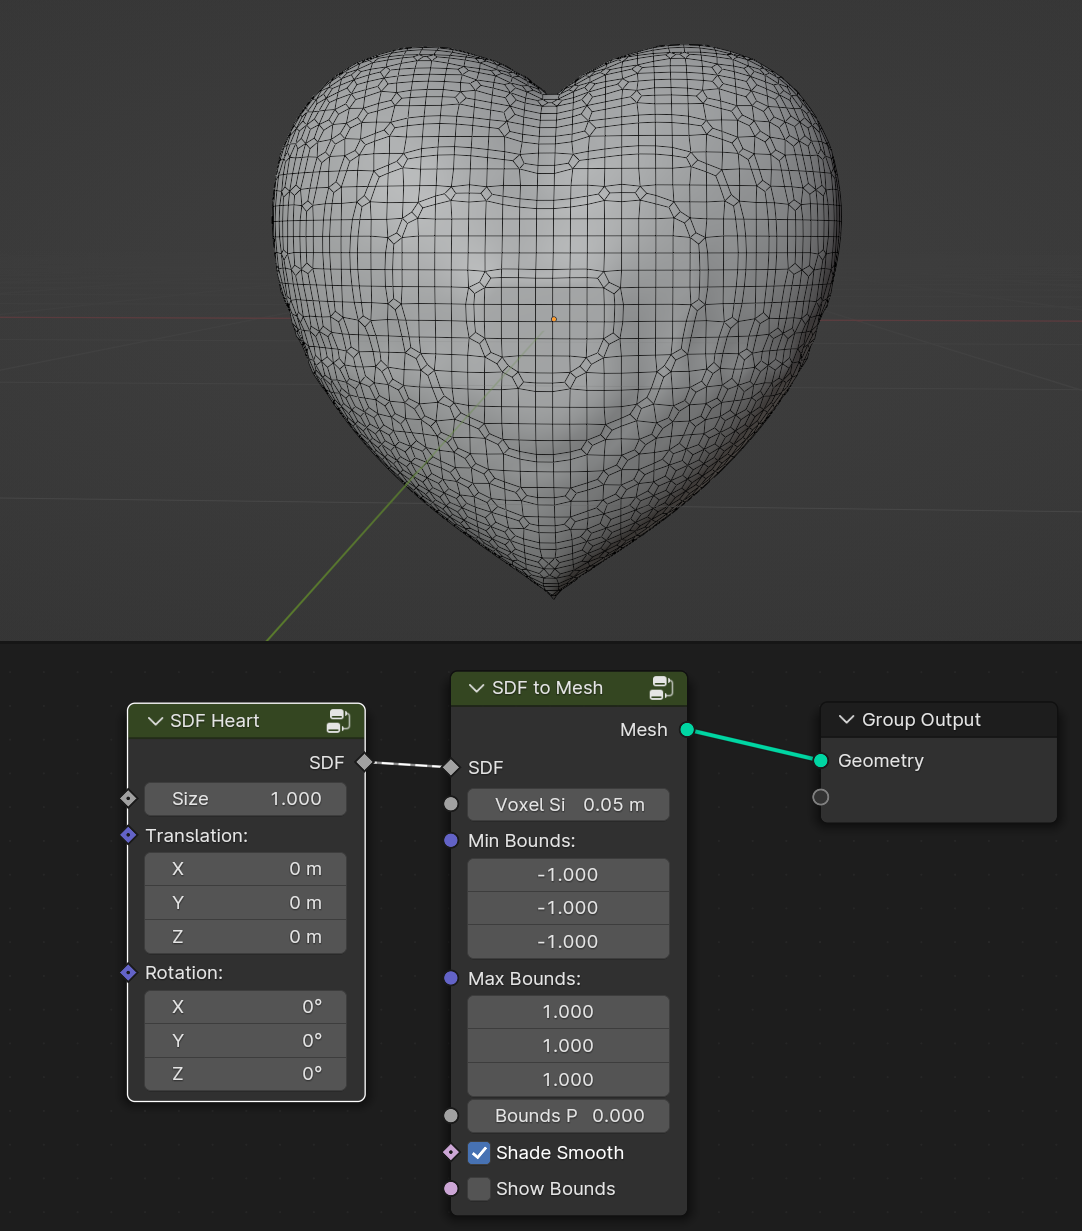 SDF Heart
SDF
Size 1.000
Translation:
X 0 m
Y 0 m
Z 0 m
Rotation:
X 0°
Y 0°
Z 0°
SDF to Mesh
Mesh
SDF
Voxel Si 0.05 m
Min Bounds:
-1.000
-1.000
-1.000
Max Bounds:
1.000
1.000
1.000
Bounds P 0.000
Shade Smooth
Show Bounds
Group Output
Geometry